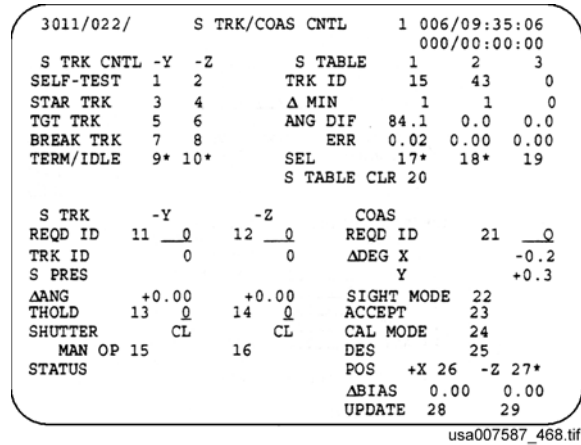 3011/022/ S TRK/COAS CNTL 1 006/09:35:06
000/00:00:00
S TRK CNTL -Y -Z S TABLE 1 2 3
SELF-TEST 1 2 TRK ID 15 43 0
STAR TRK 3 4 Δ MIN 1 1 0
TGT TRK 5 6 ANG DIF 84.1 0.0 0.0
BREAK TRK 7 8 ERR 0.02 0.00 0.00
TERM/IDLE 9* 10* SEL 17* 18* 19
S TABLE CLR 20
S TRK -Y -Z COAS
REQD ID 11 0 12 0 REQD ID 21 0
TRK ID 0 0 ΔDEG X -0.2
S PRES Y +0.3
ΔANG +0.00 +0.00 SIGHT MODE 22
THOLD 13 0 14 0 ACCEPT 23
SHUTTER CL CL CAL MODE 24
MAN OP 15 16 DES 25
STATUS POS +X 26 -Z 27*
ΔBIAS 0.00 0.00
UPDATE 28 29
usa007587_468.tif